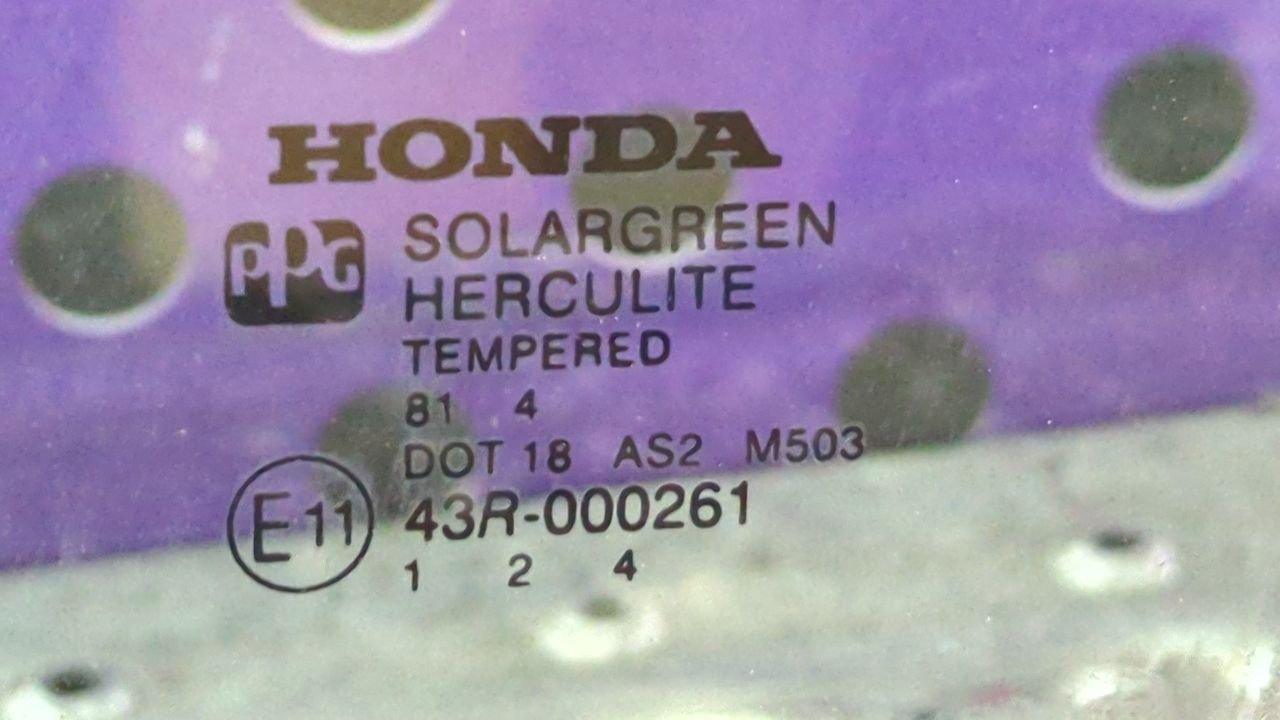 HONDA
PPG
SOLARGREEN
HERCULITE
TEMPERED
81 4
DOT 18 AS2 M503
E11
43R-000261
1 2 4